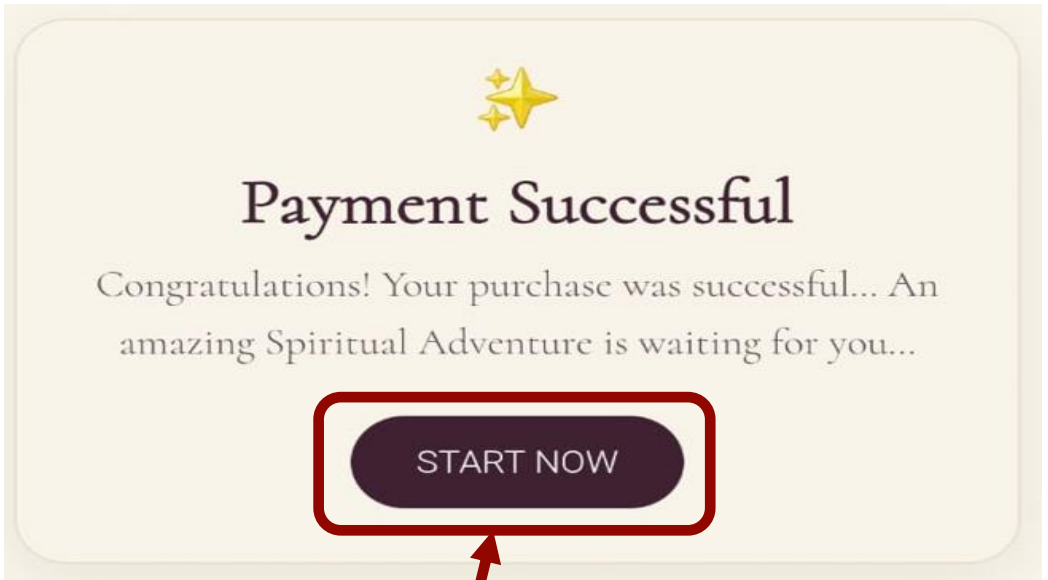 Payment Successful
Congratulations! Your purchase was successful... An
amazing Spiritual Adventure is waiting for you...
START NOW